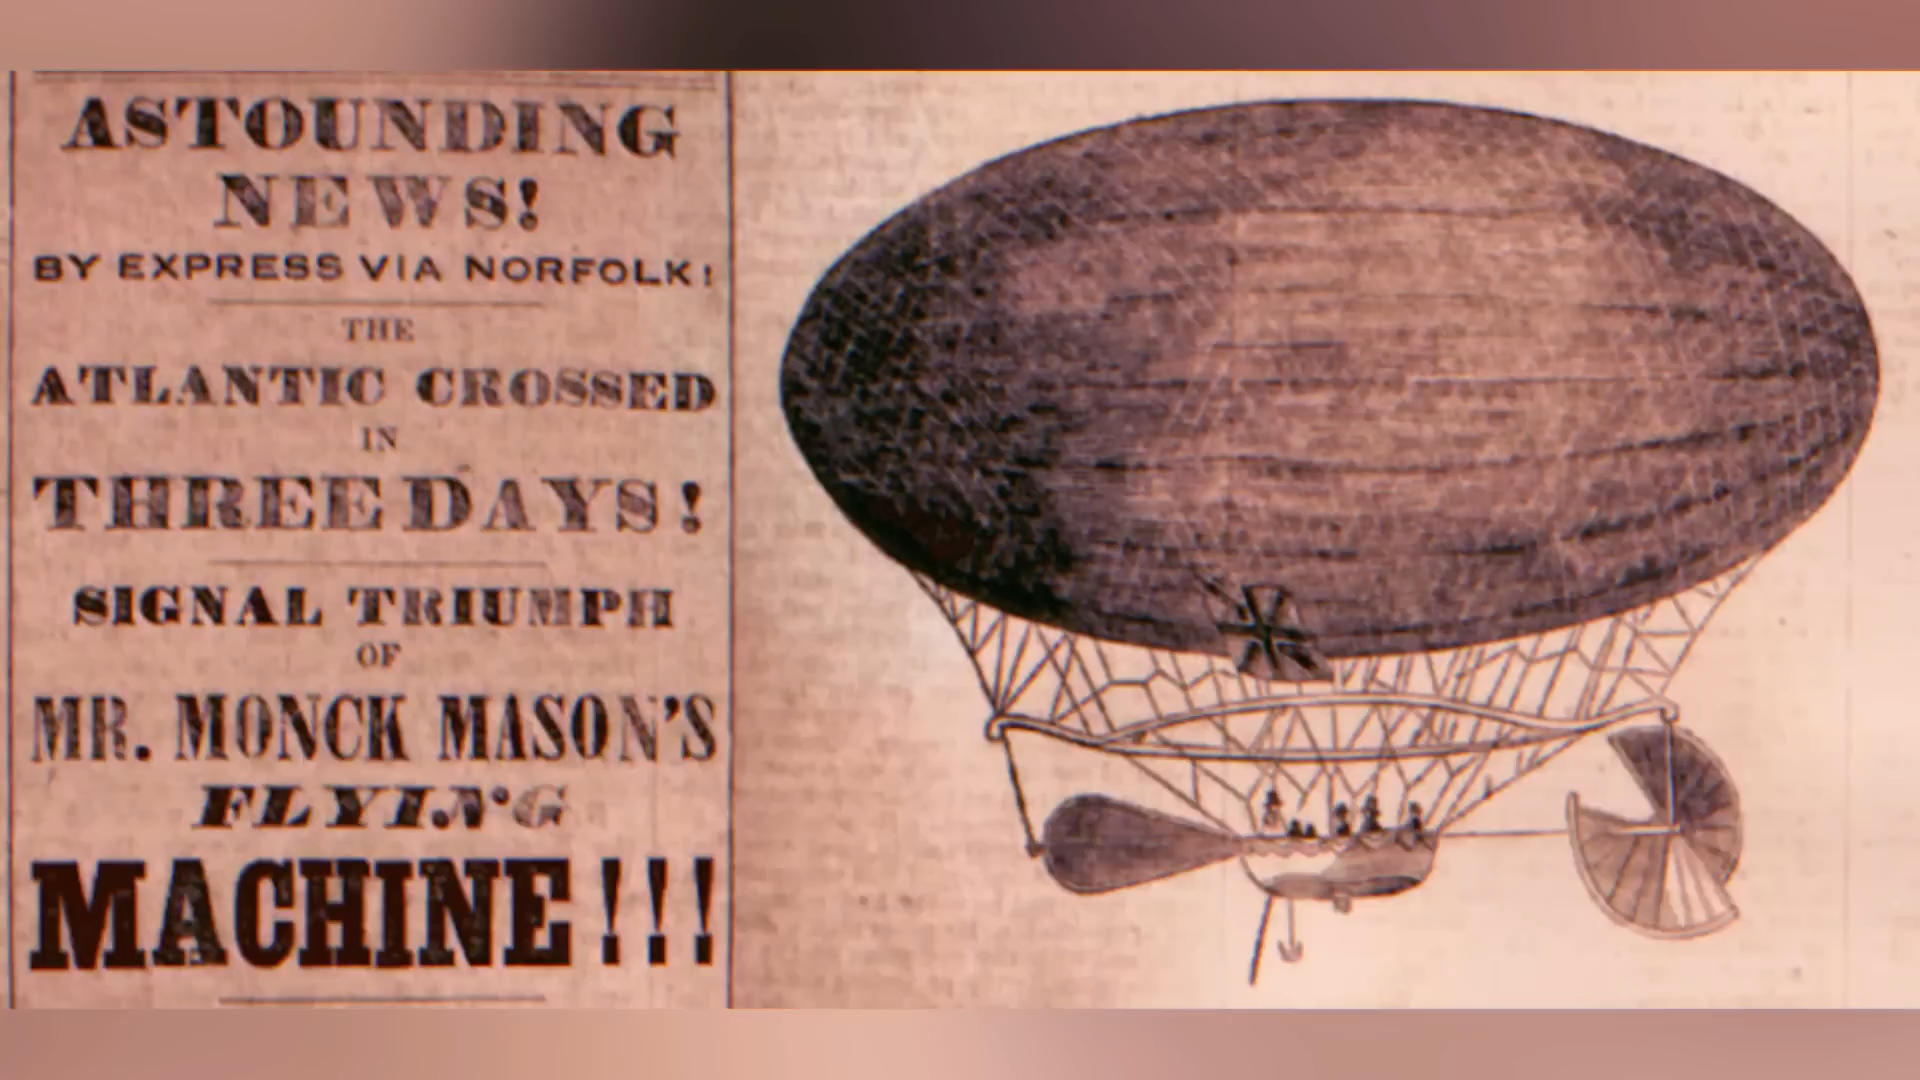 ASTOUNDING
NEWS!
BY EXPRESS VIA NORFOLK!
THE
ATLANTIC CROSSED
IN
THREE DAYS!
SIGNAL TRIUMPH
OF
MR. MONCK MASON'S
FLYING
MACHINE!!!